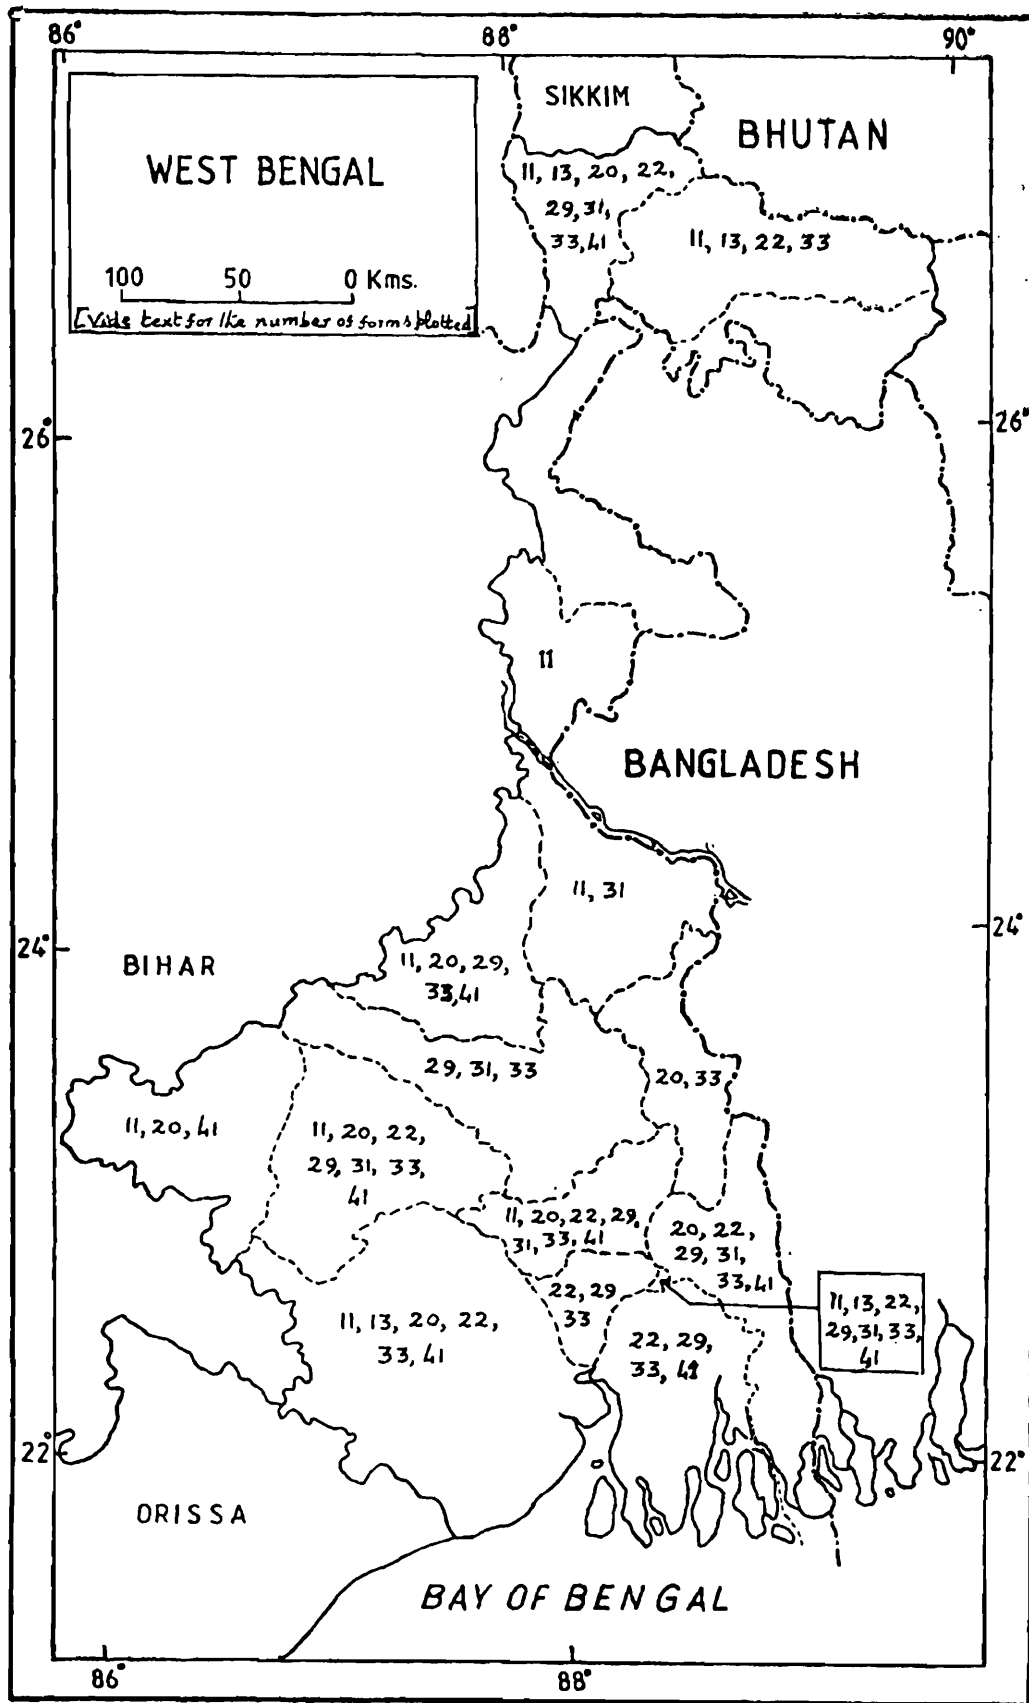 86°
88°
90°
SIKKIM
BHUTAN
WEST BENGAL
11, 13, 20, 22,
29, 31,
33, 41
11, 13, 22, 33
100 50 0 Kms.
[Vide text for the number of forms plotted]
26°
26°
11
BANGLADESH
11, 31
24°
24°
BIHAR
11, 20, 29,
33, 41
29, 31, 33
20, 33
11, 20, 41
11, 20, 22,
29, 31, 33,
41
11, 20, 22, 29,
31, 33, 41
20, 22,
29, 31,
33, 41
22, 29
33
11, 13, 22,
29, 31, 33,
41
11, 13, 20, 22,
33, 41
22, 29,
33, 41
22°
22°
ORISSA
BAY OF BENGAL
86°
88°